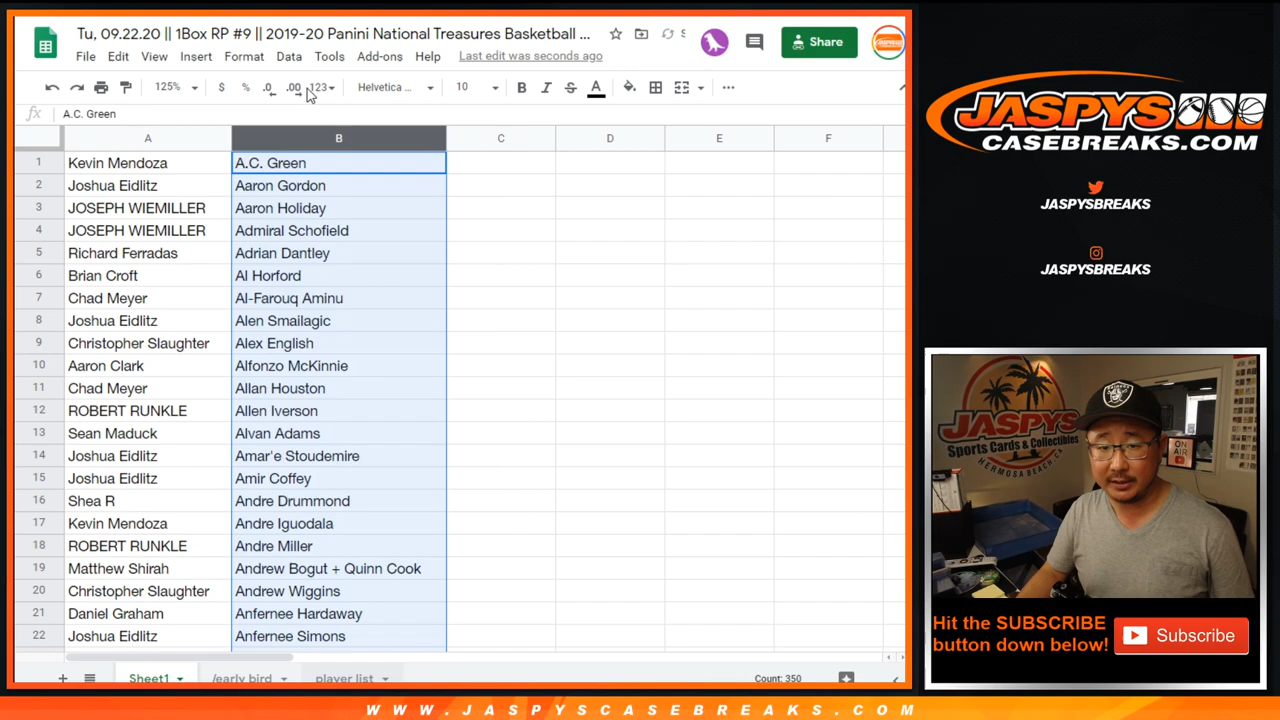 Tu, 09.22.20 || 1Box RP #9 || 2019-20 Panini National Treasures Basketball ...
S
Share
File Edit View Insert Format Data Tools Add-ons Help Last edit was seconds ago
125% $ % .0 .00 123 Helvetica ... 10 B I S A ...
fx A.C. Green
A B C D E F
1 Kevin Mendoza A.C. Green
2 Joshua Eidlitz Aaron Gordon
3 JOSEPH WIEMILLER Aaron Holiday
4 JOSEPH WIEMILLER Admiral Schofield
5 Richard Ferradas Adrian Dantley
6 Brian Croft Al Horford
7 Chad Meyer Al-Farouq Aminu
8 Joshua Eidlitz Alen Smailagic
9 Christopher Slaughter Alex English
10 Aaron Clark Alfonzo McKinnie
11 Chad Meyer Allan Houston
12 ROBERT RUNKLE Allen Iverson
13 Sean Maduck Alvan Adams
14 Joshua Eidlitz Amar'e Stoudemire
15 Joshua Eidlitz Amir Coffey
16 Shea R Andre Drummond
17 Kevin Mendoza Andre Iguodala
18 ROBERT RUNKLE Andre Miller
19 Matthew Shirah Andrew Bogut + Quinn Cook
20 Christopher Slaughter Andrew Wiggins
21 Daniel Graham Anfernee Hardaway
22 Joshua Eidlitz Anfernee Simons
+ Sheet1 /early bird player list Count: 350
JASPYS
CASEBREAKS.COM
JASPYSBREAKS
JASPYSBREAKS
JASPYS
Sports Cards & Collectibles
HERMOSA BEACH, CA
ON
AIR
RAIDERS
Hit the SUBSCRIBE
button down below!
Subscribe
WWW.JASPYSCASEBREAKS.COM